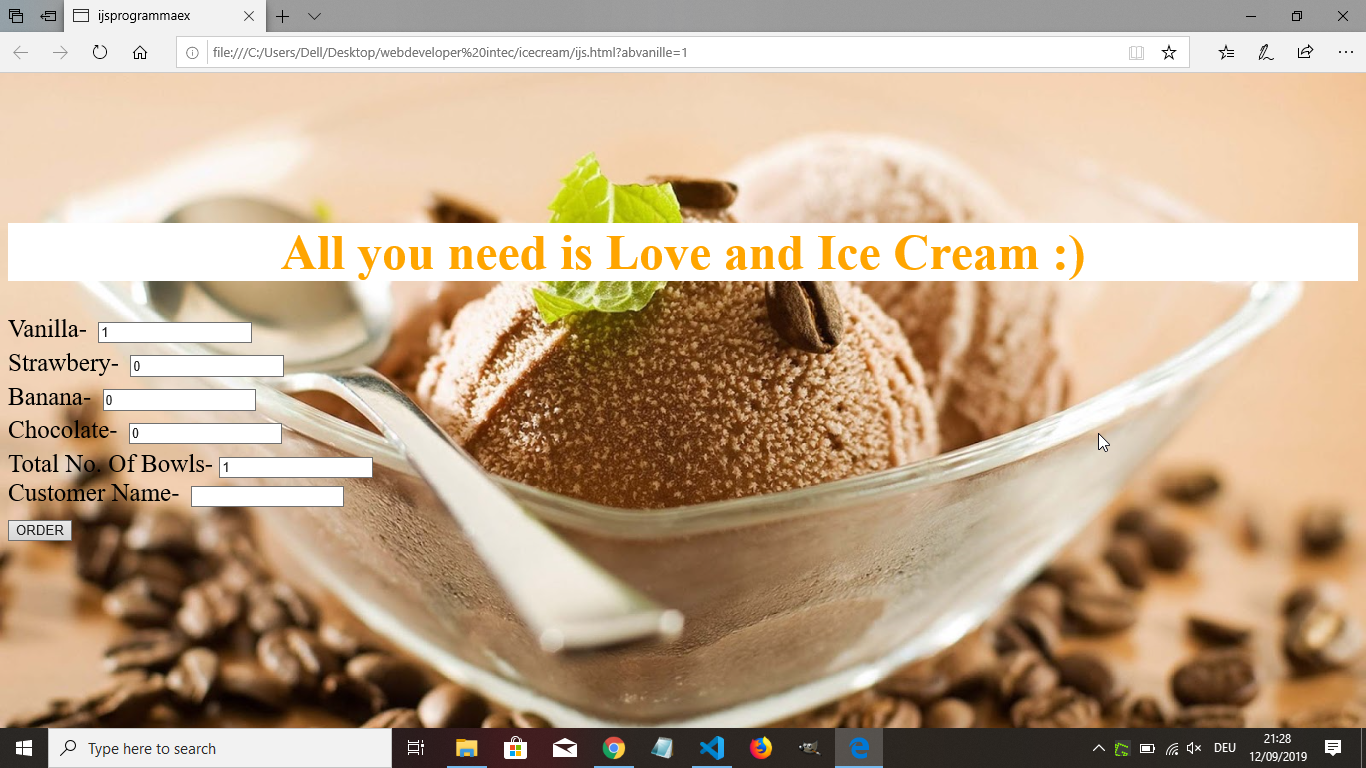 ijsprogrammaex
file:///C:/Users/Dell/Desktop/webdeveloper%20intec/icecream/ijs.html?abvanille=1
All you need is Love and Ice Cream :)
Vanilla- 1
Strawbery- 0
Banana- 0
Chocolate- 0
Total No. Of Bowls- 1
Customer Name-
ORDER
Type here to search
DEU
21:28
12/09/2019